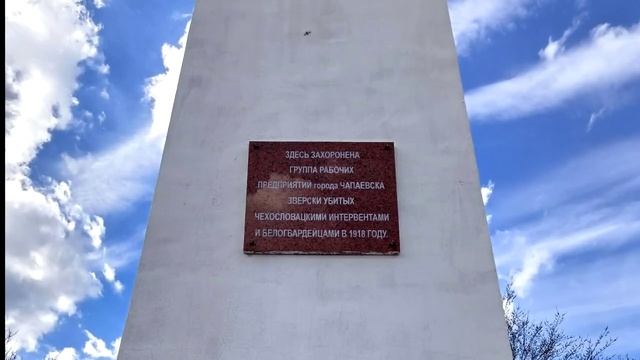 ЗДЕСЬ ЗАХОРОНЕНА
ГРУППА РАБОЧИХ
ПРЕДПРИЯТИЙ города ЧАПАЕВСКА
ЗВЕРСКИ УБИТЫХ
ЧЕХОСЛОВАЦКИМИ ИНТЕРВЕНТАМИ
И БЕЛОГВАРДЕЙЦАМИ В 1918 ГОДУ.